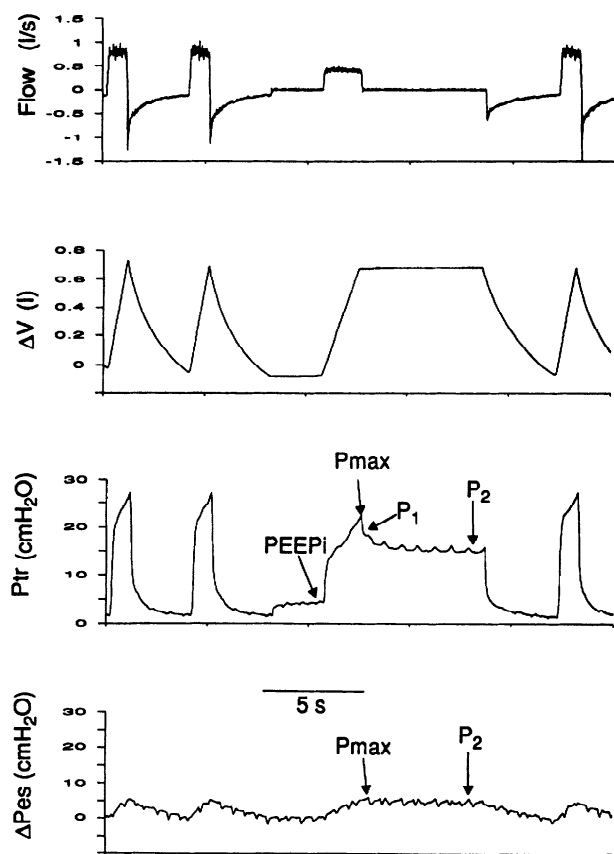 Flow (l/s)
1.5
1
0.5
0
-0.5
-1
-1.5
ΔV (l)
0.8
0.6
0.4
0.2
0
Ptr (cmH₂O)
30
20
10
0
PEEPi
Pmax
P₁
P₂
5 s
ΔPes (cmH₂O)
30
20
10
0
Pmax
P₂